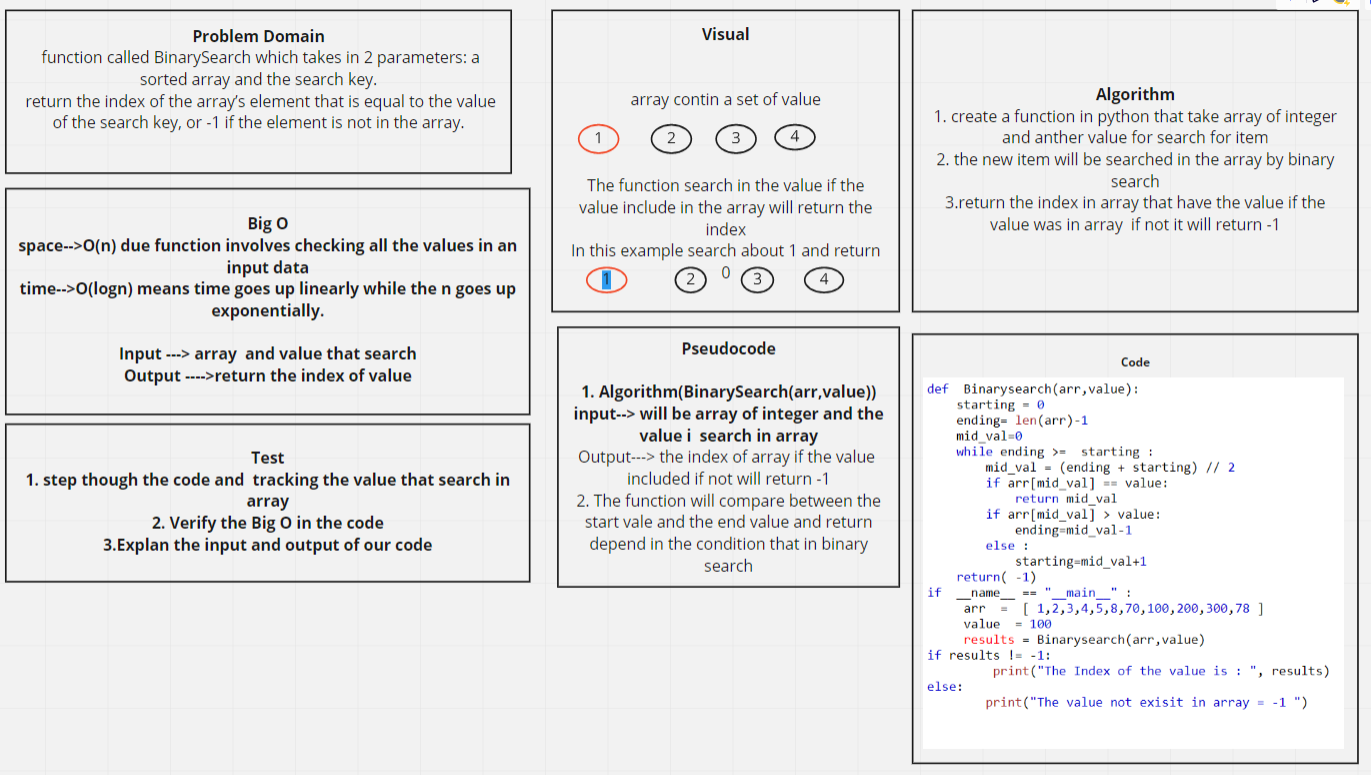 Problem Domain
function called BinarySearch which takes in 2 parameters: a
sorted array and the search key.
return the index of the array's element that is equal to the value
of the search key, or -1 if the element is not in the array.
Big O
space-->O(n) due function involves checking all the values in an
input data
time-->O(logn) means time goes up linearly while the n goes up
exponentially.
Input ---> array  and value that search
Output ---->return the index of value
Test
1. step though the code and  tracking the value that search in
array
2. Verify the Big O in the code
3.Explan the input and output of our code
Visual
array contin a set of value
1 2 3 4
The function search in the value if the
value include in the array will return the
index
In this example search about 1 and return
0
1 2 3 4
Pseudocode
1. Algorithm(BinarySearch(arr,value))
input--> will be array of integer and the
value i  search in array
Output---> the index of array if the value
included if not will return -1
2. The function will compare between the
start vale and the end value and return
depend in the condition that in binary
search
Algorithm
1. create a function in python that take array of integer
and anther value for search for item
2. the new item will be searched in the array by binary
search
3.return the index in array that have the value if the
value was in array  if not it will return -1
Code
def  Binarysearch(arr,value):
    starting = 0
    ending= len(arr)-1
    mid_val=0
    while ending >=  starting :
        mid_val = (ending + starting) // 2
        if arr[mid_val] == value:
            return mid_val
        if arr[mid_val] > value:
            ending=mid_val-1
        else :
            starting=mid_val+1
    return( -1)
if  __name__ == "__main__" :
     arr  =  [ 1,2,3,4,5,8,70,100,200,300,78 ]
     value  = 100
     results = Binarysearch(arr,value)
if results != -1:
         print("The Index of the value is : ", results)
else:
        print("The value not exisit in array = -1 ")